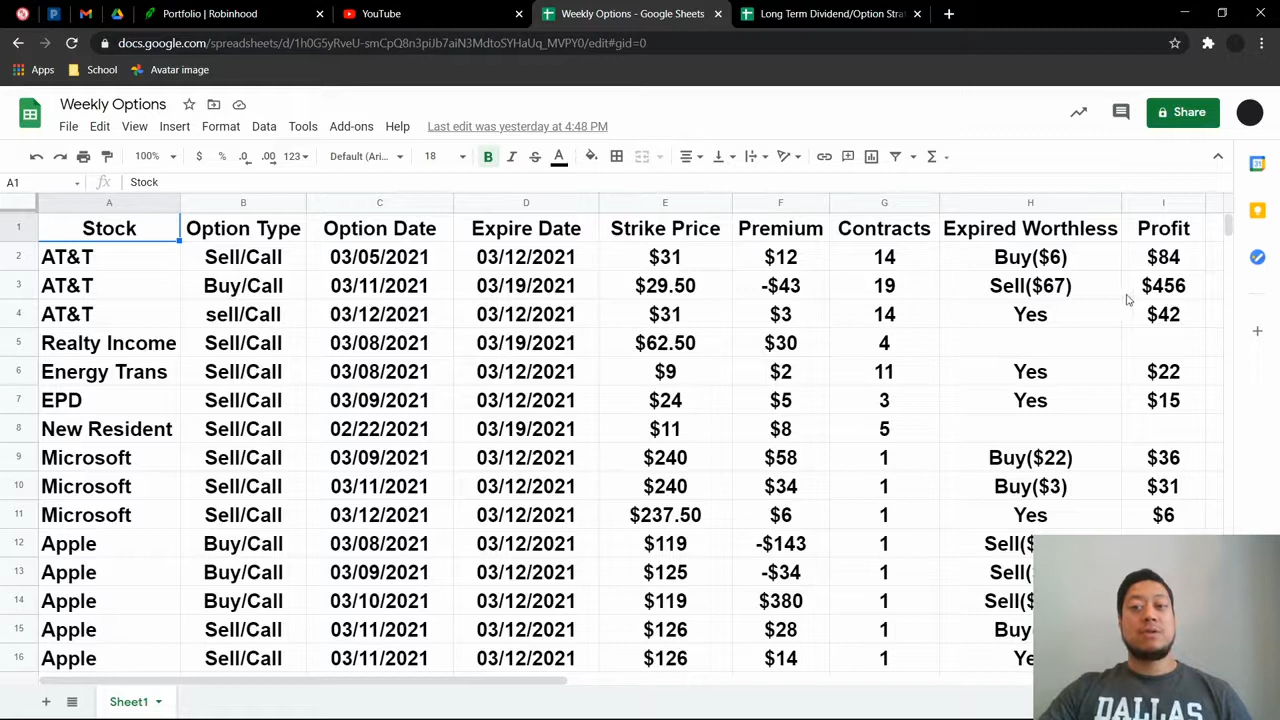 Portfolio | Robinhood
YouTube
Weekly Options - Google Sheets
Long Term Dividend/Option Strat
docs.google.com/spreadsheets/d/1h0G5yRveU-smCpQ8n3piJb7aiN3MdtoSYHaUq_MVPY0/edit#gid=0
Apps School Avatar image
Weekly Options
File Edit View Insert Format Data Tools Add-ons Help Last edit was yesterday at 4:48 PM
Share
100% $ % .0 .00 123 Default (Ari... 18 B I S A
A1 fx Stock
A B C D E F G H I
1 Stock Option Type Option Date Expire Date Strike Price Premium Contracts Expired Worthless Profit
2 AT&T Sell/Call 03/05/2021 03/12/2021 $31 $12 14 Buy($6) $84
3 AT&T Buy/Call 03/11/2021 03/19/2021 $29.50 -$43 19 Sell($67) $456
4 AT&T sell/Call 03/12/2021 03/12/2021 $31 $3 14 Yes $42
5 Realty Income Sell/Call 03/08/2021 03/19/2021 $62.50 $30 4
6 Energy Trans Sell/Call 03/08/2021 03/12/2021 $9 $2 11 Yes $22
7 EPD Sell/Call 03/09/2021 03/12/2021 $24 $5 3 Yes $15
8 New Resident Sell/Call 02/22/2021 03/19/2021 $11 $8 5
9 Microsoft Sell/Call 03/09/2021 03/12/2021 $240 $58 1 Buy($22) $36
10 Microsoft Sell/Call 03/11/2021 03/12/2021 $240 $34 1 Buy($3) $31
11 Microsoft Sell/Call 03/12/2021 03/12/2021 $237.50 $6 1 Yes $6
12 Apple Buy/Call 03/08/2021 03/12/2021 $119 -$143 1 Sell($
13 Apple Buy/Call 03/09/2021 03/12/2021 $125 -$34 1 Sell($
14 Apple Buy/Call 03/10/2021 03/12/2021 $119 $380 1 Sell($
15 Apple Sell/Call 03/11/2021 03/12/2021 $126 $28 1 Buy
16 Apple Sell/Call 03/11/2021 03/12/2021 $126 $14 1 Ye
DALLAS
Sheet1